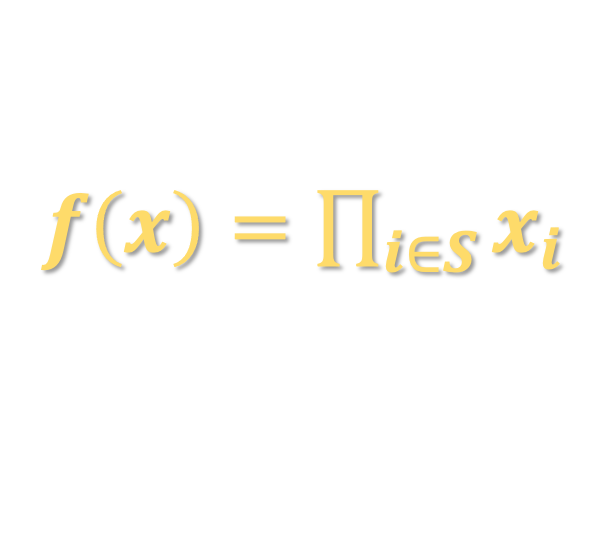 f(x) = ∏_{i∈S} x_i